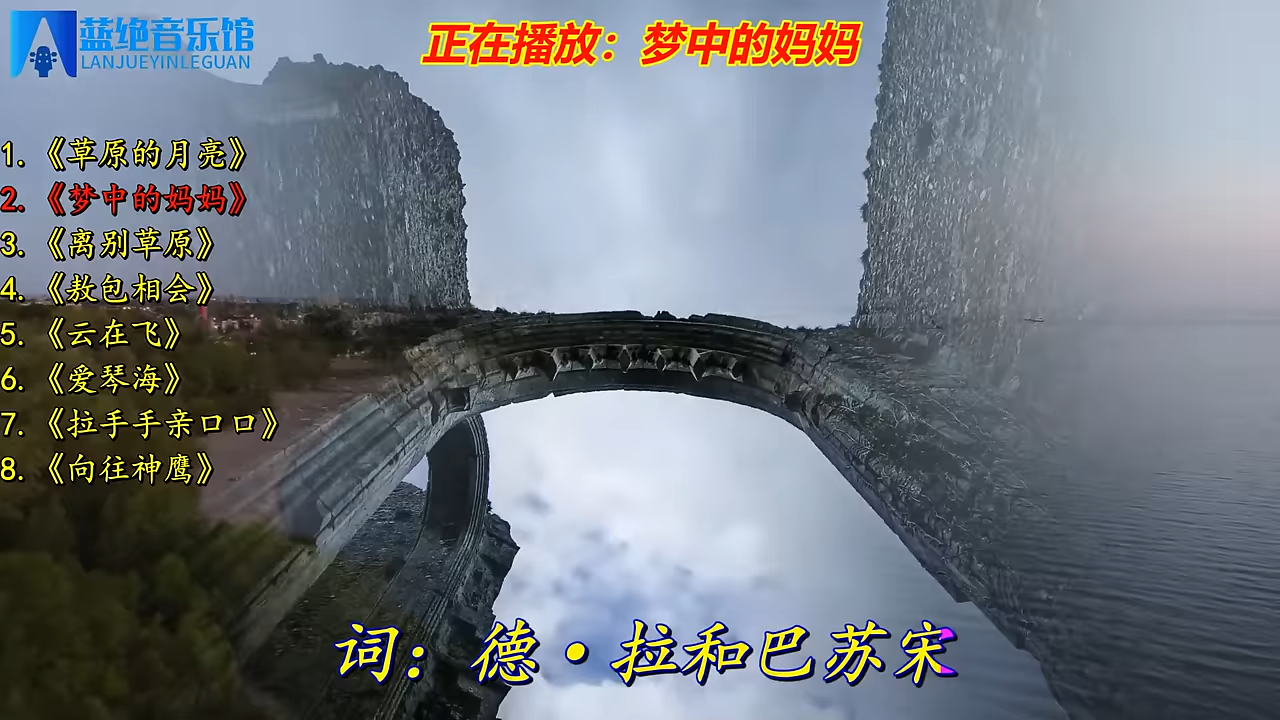 蓝绝音乐馆
LANJUEYINLEGUAN
正在播放：梦中的妈妈
1.《草原的月亮》
2.《梦中的妈妈》
3.《离别草原》
4.《敖包相会》
5.《云在飞》
6.《爱琴海》
7.《拉手手亲口口》
8.《向往神鹰》
词：德·拉和巴苏宋